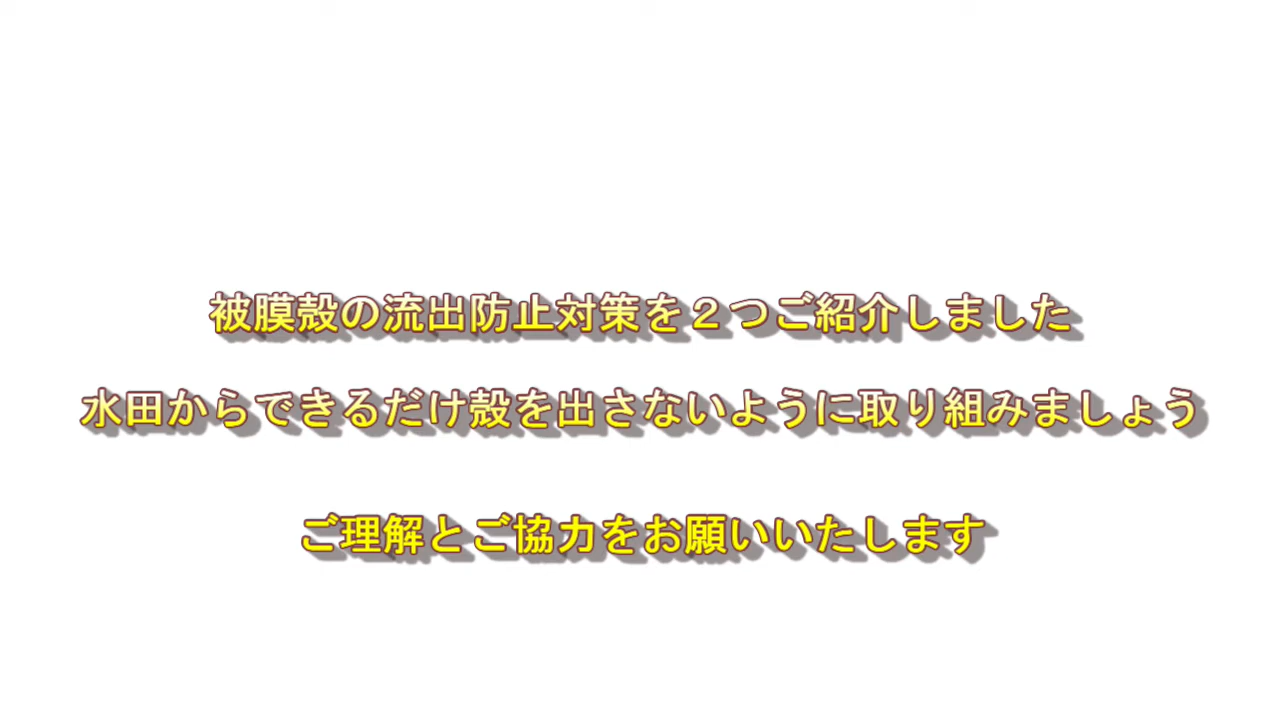 被膜殻の流出防止対策を２つご紹介しました
水田からできるだけ殻を出さないように取り組みましょう
ご理解とご協力をお願いいたします